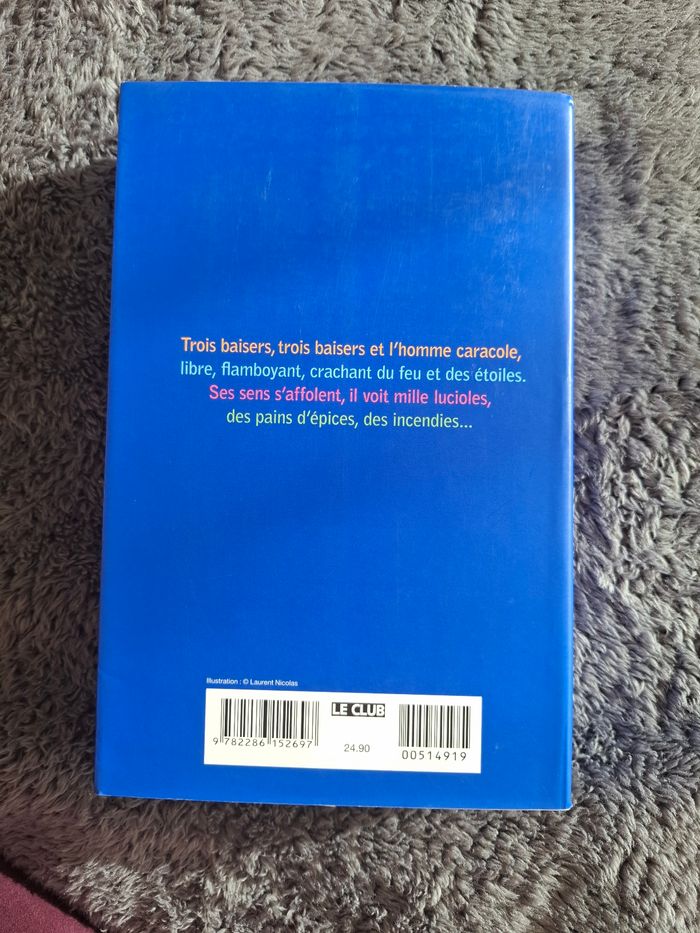 Trois baisers, trois baisers et l'homme caracole,
libre, flamboyant, crachant du feu et des étoiles.
Ses sens s'affolent, il voit mille lucioles,
des pains d'épices, des incendies...
Illustration : © Laurent Nicolas
LE CLUB
9 782286 152697
24.90
00514919